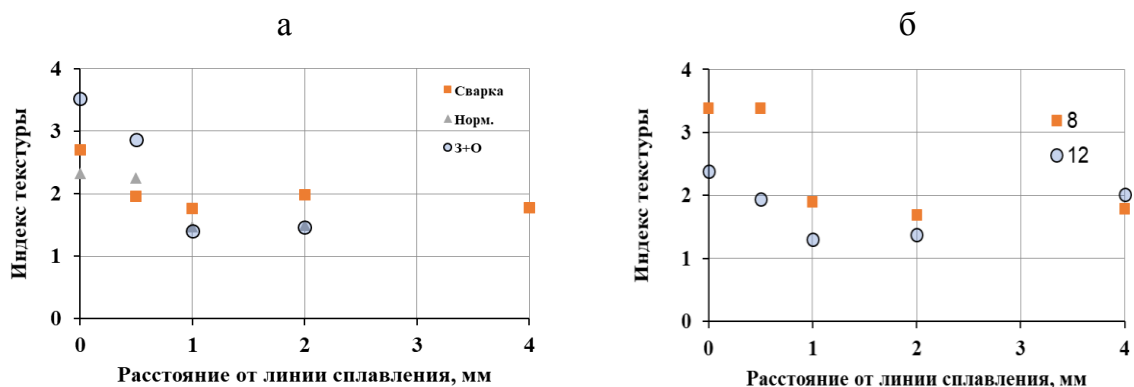 а
4
3
2
1
0
0 1 2 3 4
Индекс текстуры
Расстояние от линии сплавления, мм
Сварка
Норм.
З+О
б
4
3
2
1
0
0 1 2 3 4
Индекс текстуры
Расстояние от линии сплавления, мм
8
12